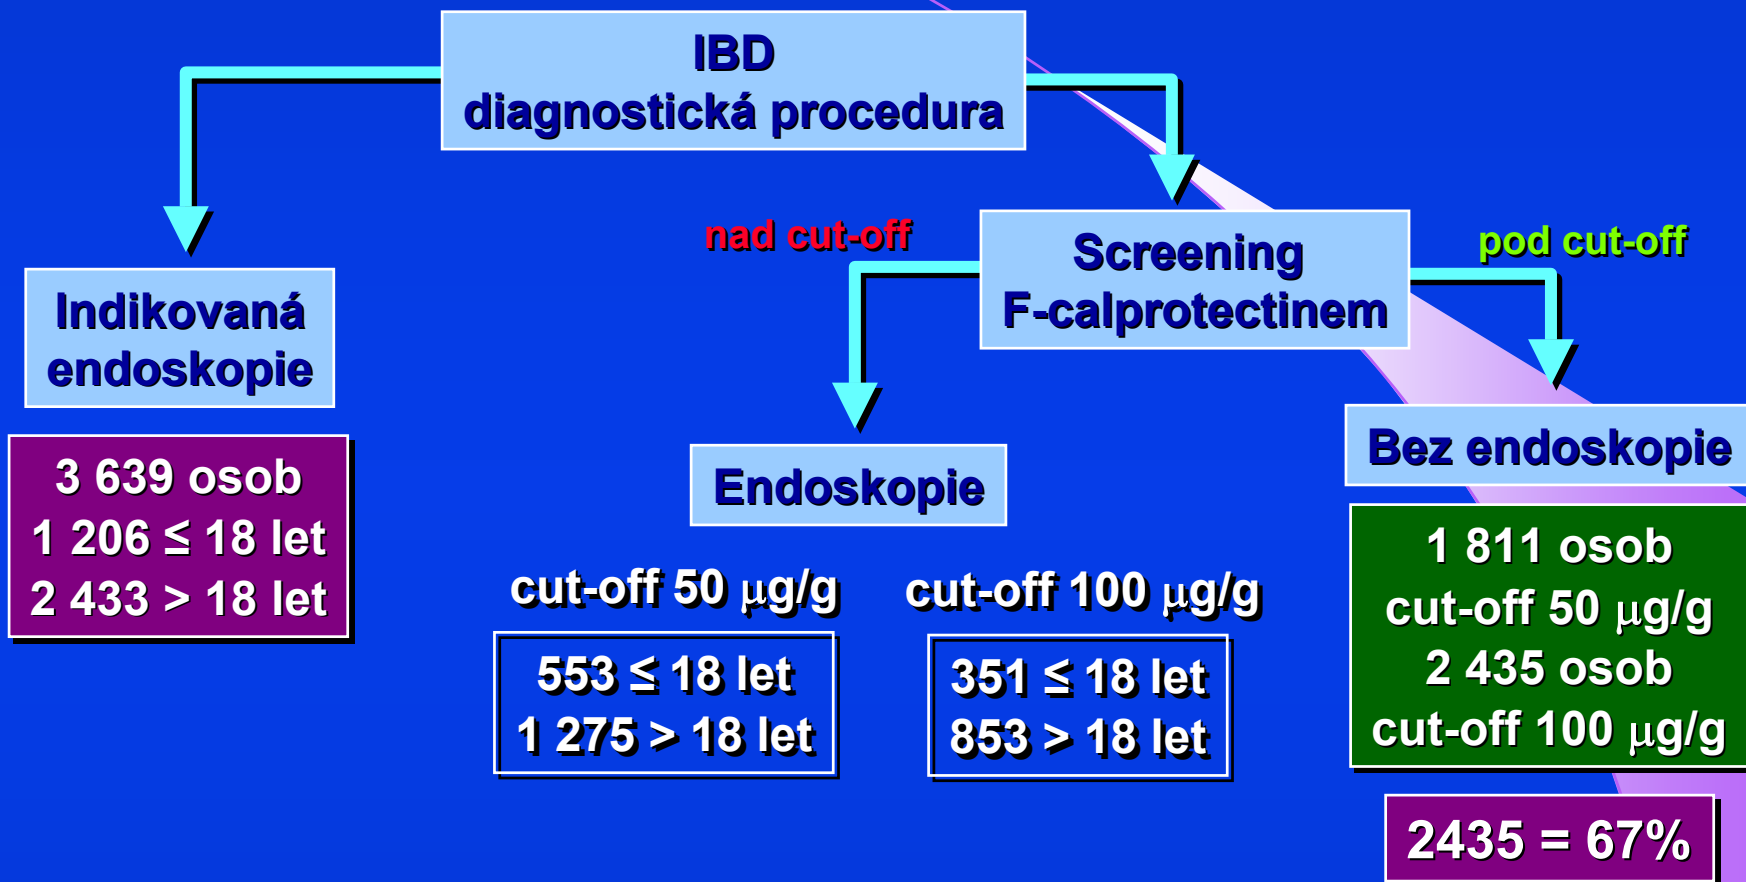 IBD
diagnostická procedura
nad cut-off
pod cut-off
Screening
F-calprotectinem
Indikovaná
endoskopie
3 639 osob
1 206 ≤ 18 let
2 433 > 18 let
Endoskopie
cut-off 50 µg/g
553 ≤ 18 let
1 275 > 18 let
cut-off 100 µg/g
351 ≤ 18 let
853 > 18 let
Bez endoskopie
1 811 osob
cut-off 50 µg/g
2 435 osob
cut-off 100 µg/g
2435 = 67%